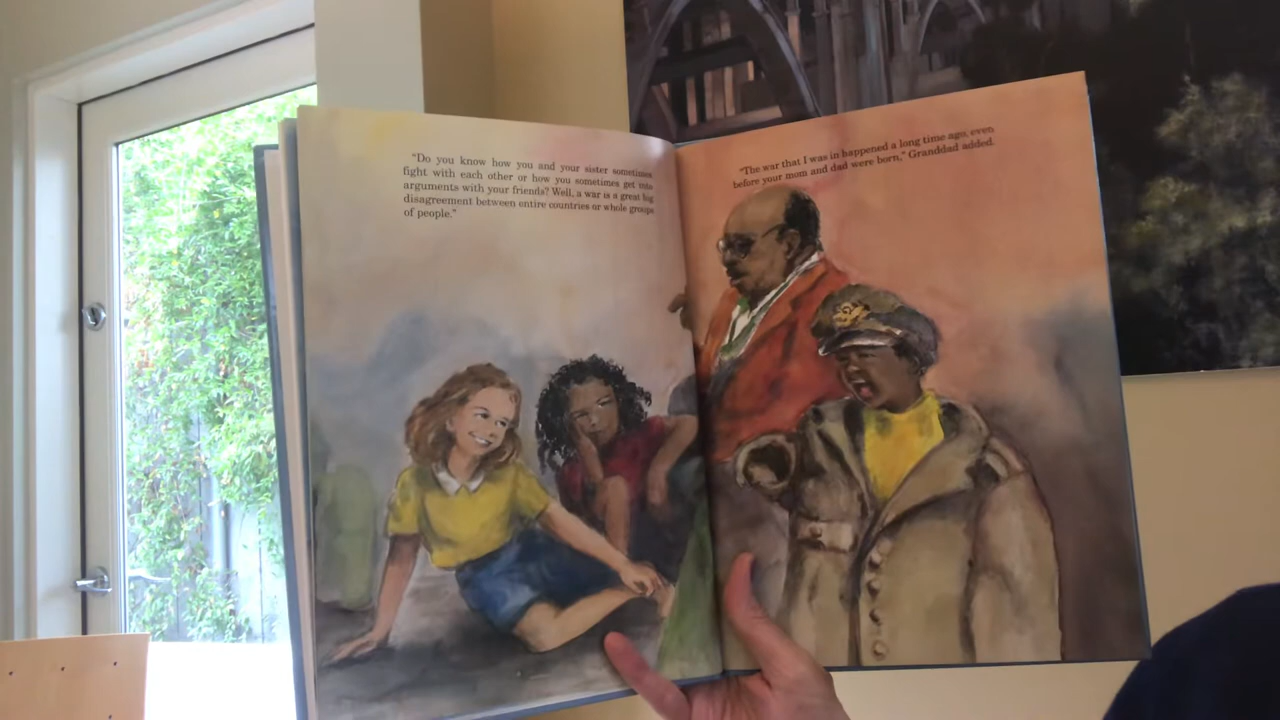 "Do you know how you and your sister sometimes
fight with each other or how you sometimes get into
arguments with your friends? Well, a war is a great big
disagreement between entire countries or whole groups
of people."
"The war that I was in happened a long time ago, even
before your mom and dad were born," Granddad added.